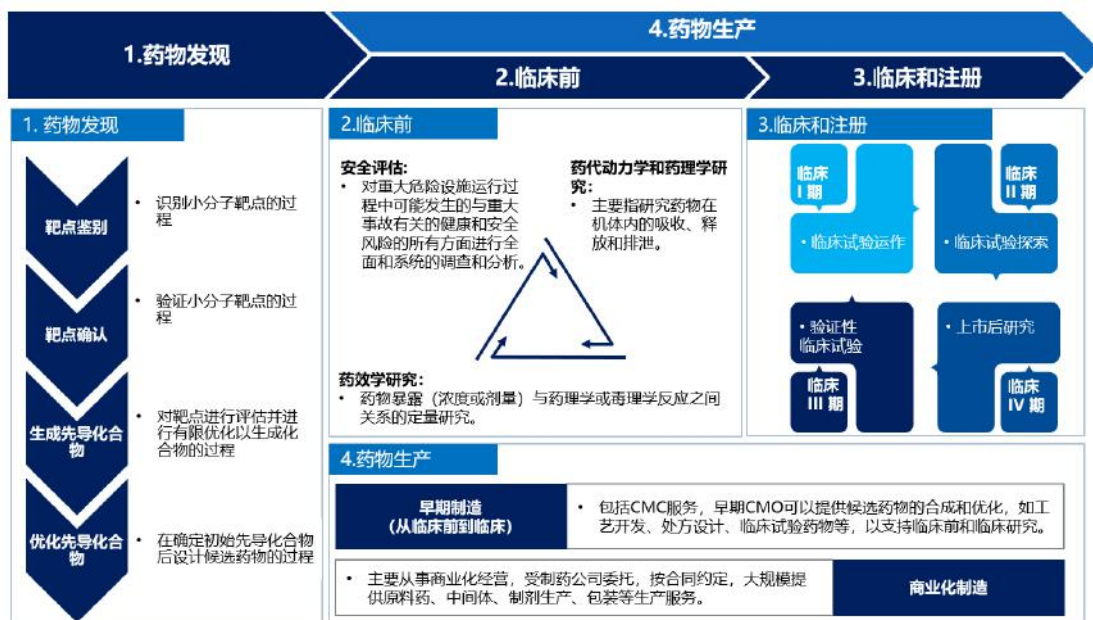 4.药物生产
1.药物发现
2.临床前
3.临床和注册
1. 药物发现
靶点鉴别
• 识别小分子靶点的过
程
靶点确认
• 验证小分子靶点的过
程
生成先导化合
物
• 对靶点进行评估并进
行有限优化以生成化
合物的过程
优化先导化合
物
• 在确定初始先导化合物
后设计候选药物的过程
2.临床前
安全评估:
• 对重大危险设施运行过
程中可能发生的与重大
事故有关的健康和安全
风险的所有方面进行全
面和系统的调查和分析。
药代动力学和药理学研
究:
• 主要指研究药物在
机体内的吸收、释
放和排泄。
药效学研究:
• 药物暴露（浓度或剂量）与药理学或毒理学反应之间
关系的定量研究。
3.临床和注册
临床
I 期
• 临床试验运作
临床
II 期
• 临床试验探索
• 验证性
临床试验
临床
III 期
• 上市后研究
临床
IV 期
4.药物生产
早期制造
（从临床前到临床）
• 包括CMC服务，早期CMO可以提供候选药物的合成和优化，如工
艺开发、处方设计、临床试验药物等，以支持临床前和临床研究。
• 主要从事商业化经营，受制药公司委托，按合同约定，大规模提
供原料药、中间体、制剂生产、包装等生产服务。
商业化制造